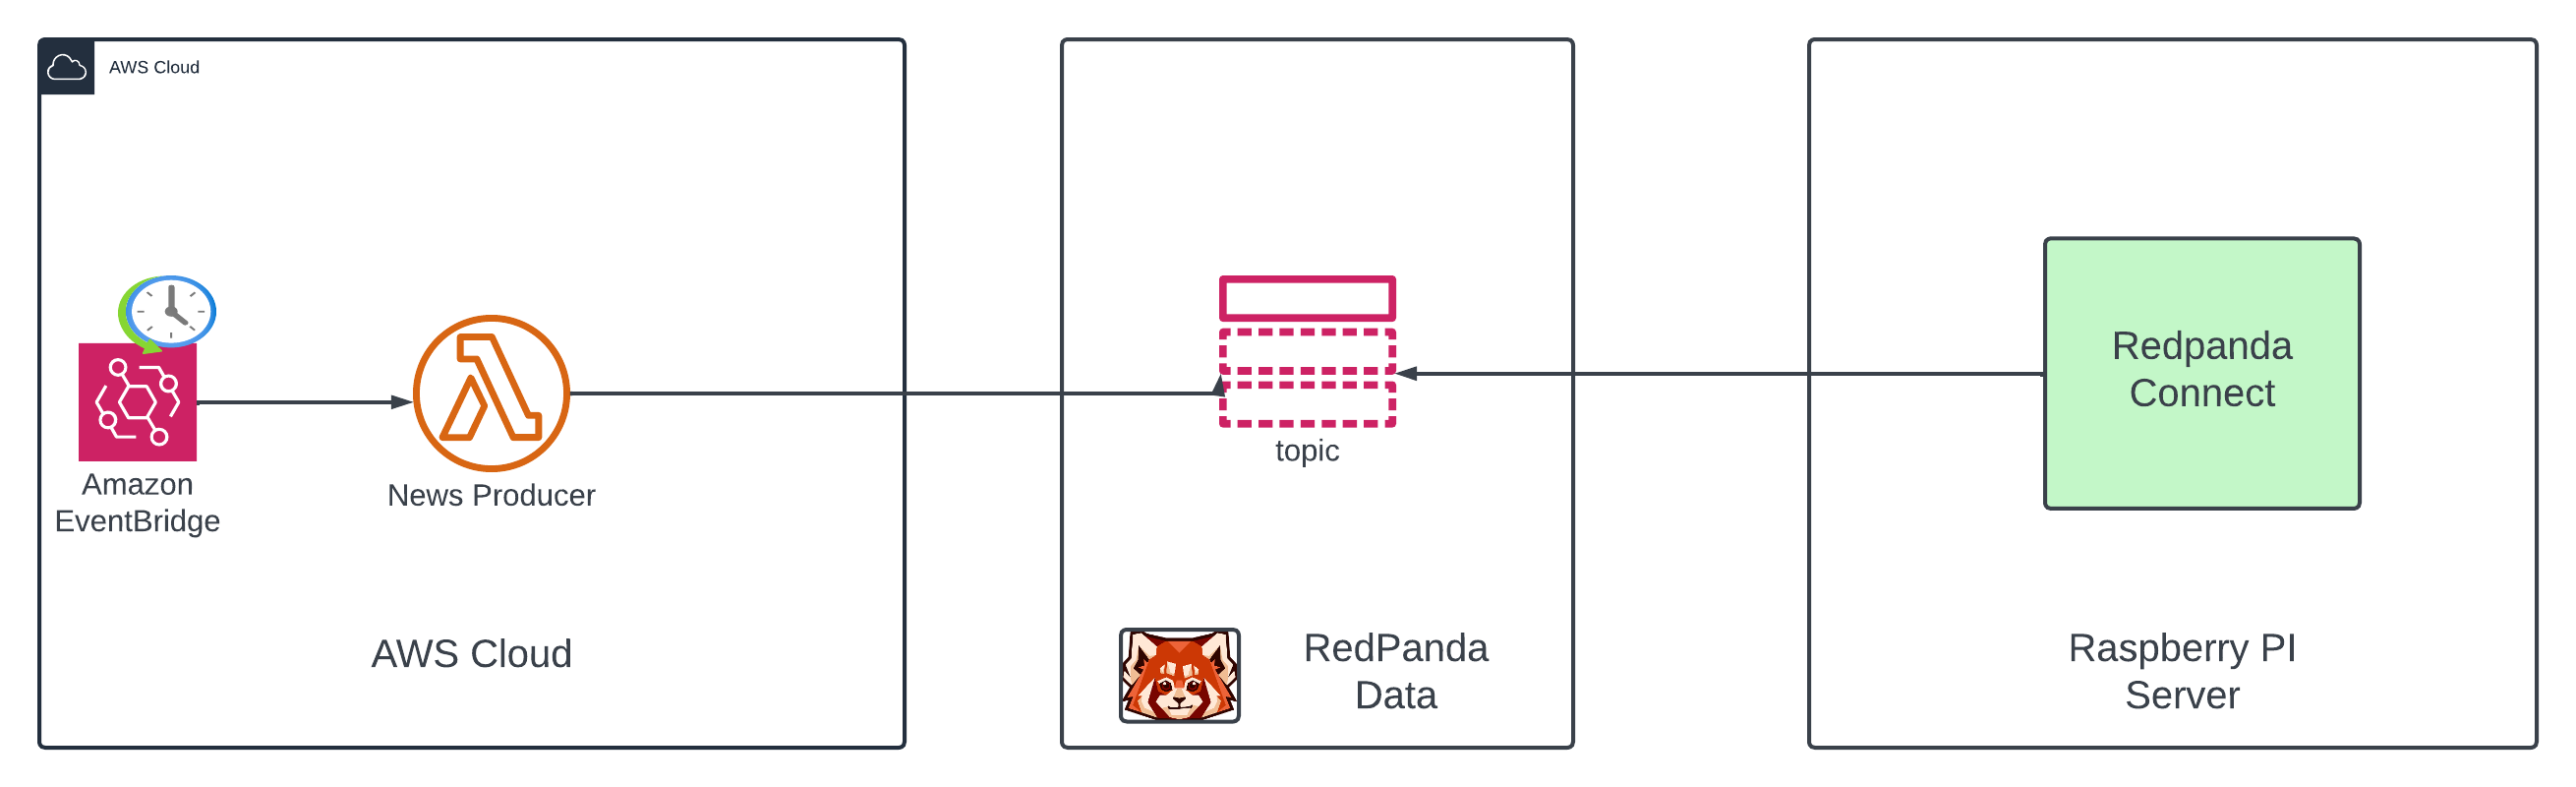 AWS Cloud
Amazon
EventBridge
News Producer
AWS Cloud
topic
RedPanda
Data
Redpanda
Connect
Raspberry PI
Server